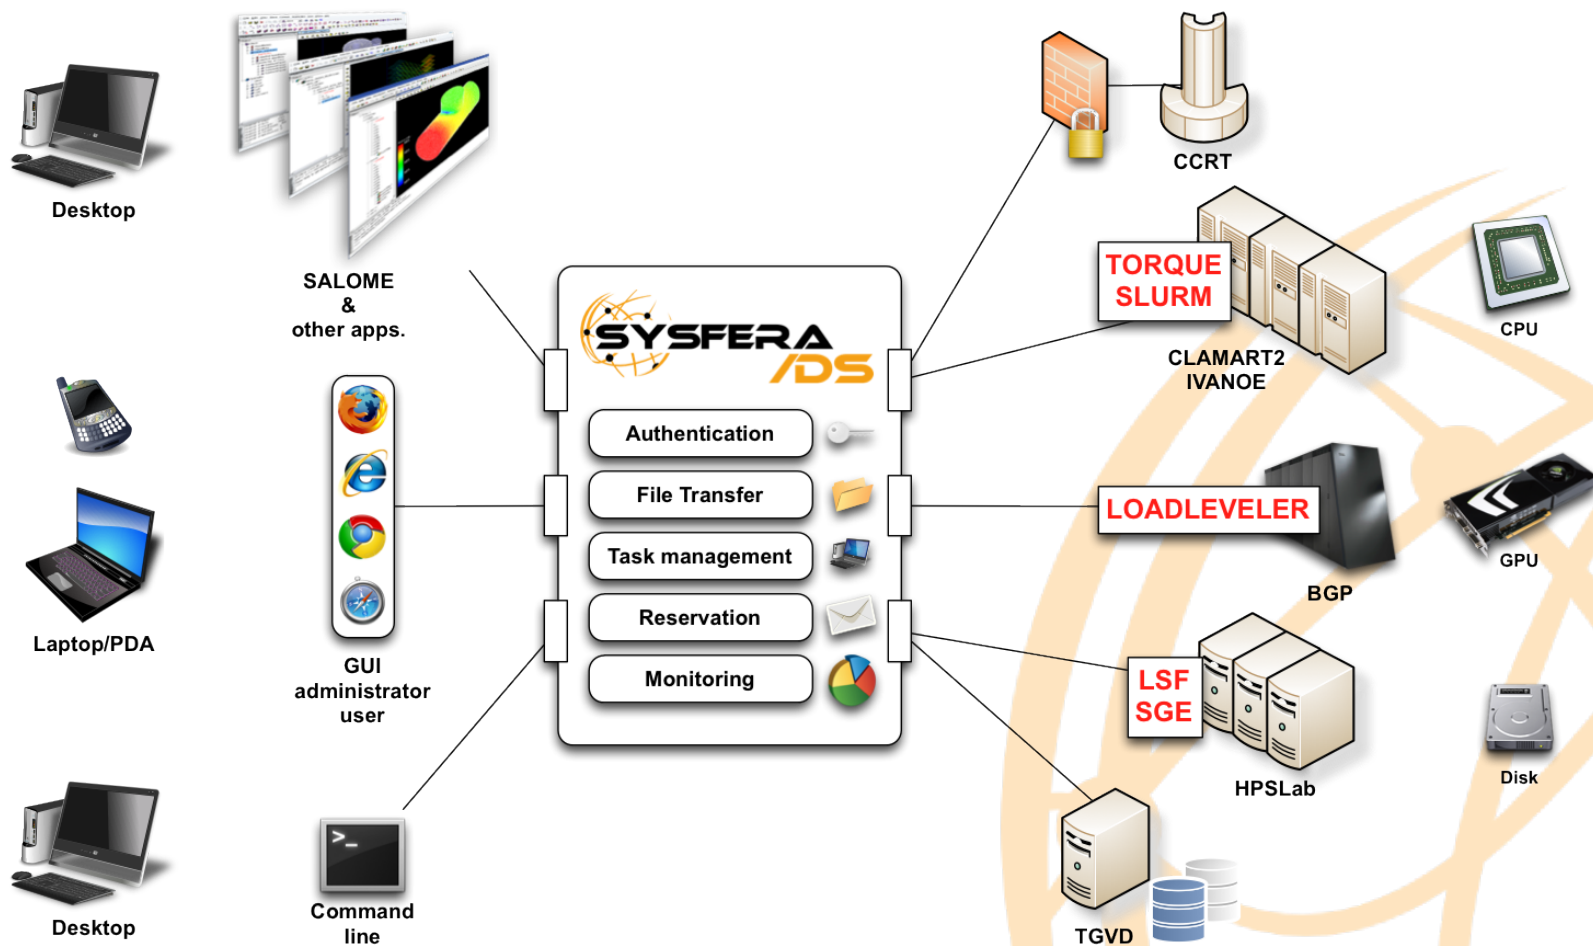 Desktop
SALOME
&
other apps.
Laptop/PDA
GUI
administrator
user
Desktop
>_
Command
line
SYSFERA
/DS
Authentication
File Transfer
Task management
Reservation
Monitoring
CCRT
TORQUE
SLURM
CLAMART2
IVANOE
CPU
LOADLEVELER
BGP
GPU
LSF
SGE
HPSLab
Disk
TGVD